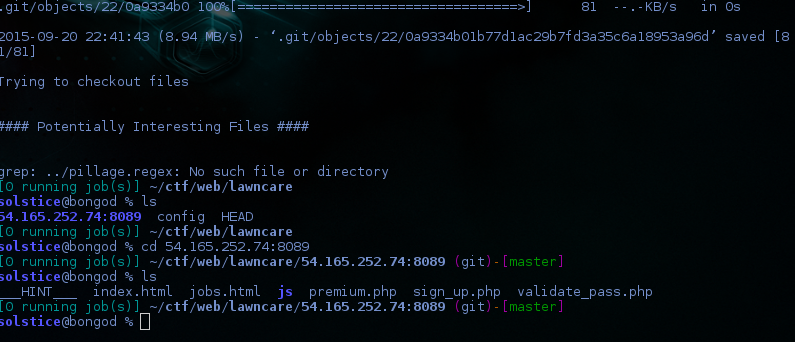 .git/objects/22/0a9334b0 100%[===================================>] 81 --.-KB/s in 0s
2015-09-20 22:41:43 (8.94 MB/s) - ‘.git/objects/22/0a9334b01b77d1ac29b7fd3a35c6a18953a96d’ saved [8
1/81]
Trying to checkout files
#### Potentially Interesting Files ####
grep: ../pillage.regex: No such file or directory
[0 running job(s)] ~/ctf/web/lawncare
solstice@bongod % ls
54.165.252.74:8089 config HEAD
[0 running job(s)] ~/ctf/web/lawncare
solstice@bongod % cd 54.165.252.74:8089
[0 running job(s)] ~/ctf/web/lawncare/54.165.252.74:8089 (git)-[master]
solstice@bongod % ls
___HINT___ index.html jobs.html js premium.php sign_up.php validate_pass.php
[0 running job(s)] ~/ctf/web/lawncare/54.165.252.74:8089 (git)-[master]
solstice@bongod %